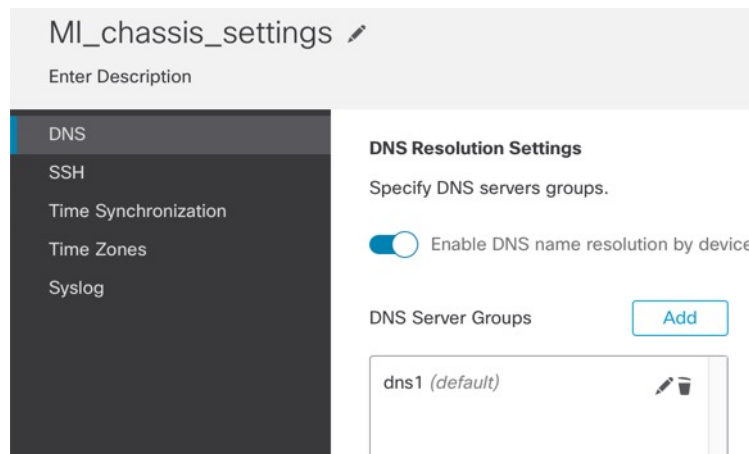 MI_chassis_settings
Enter Description
DNS
SSH
Time Synchronization
Time Zones
Syslog
DNS Resolution Settings
Specify DNS servers groups.
Enable DNS name resolution by device
DNS Server Groups
Add
dns1 (default)